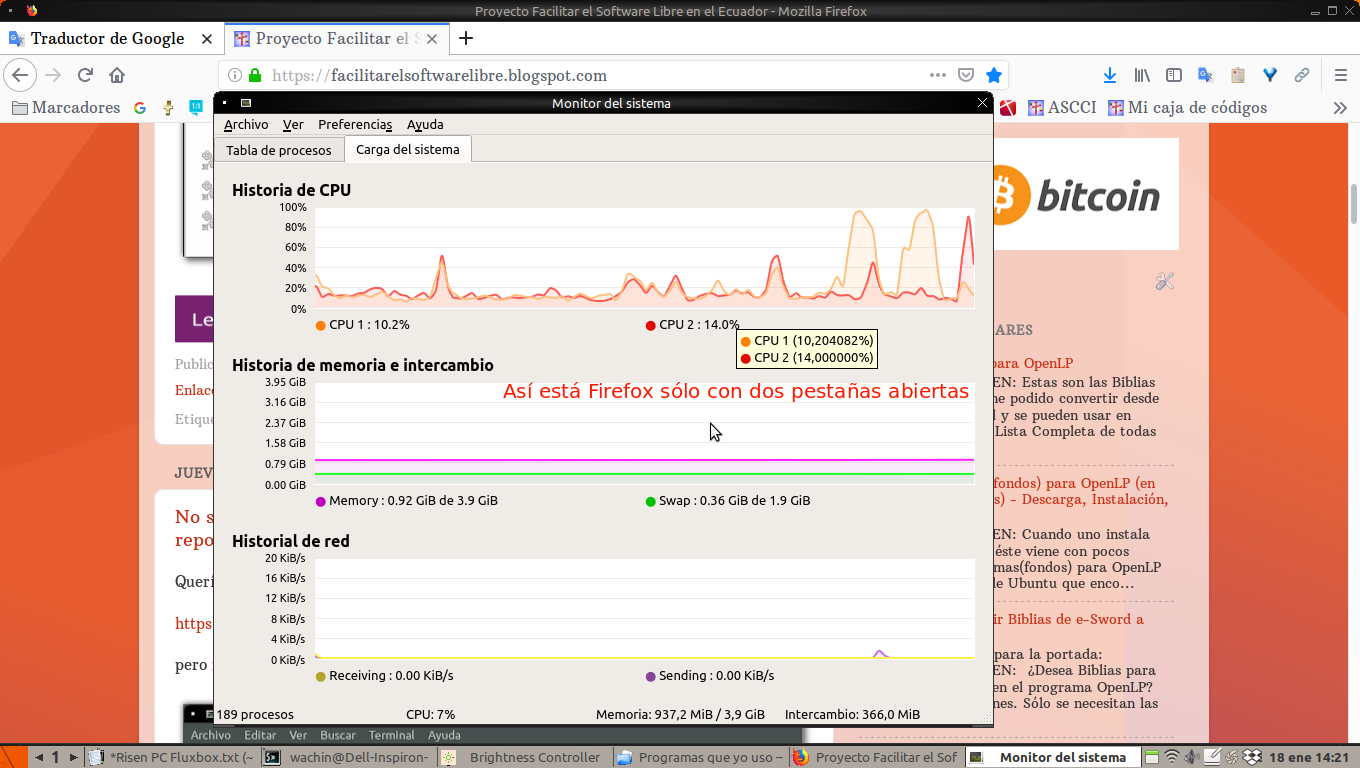 Proyecto Facilitar el Software Libre en el Ecuador - Mozilla Firefox
Traductor de Google
Proyecto Facilitar el S
https://facilitarelsoftwarelibre.blogspot.com
Marcadores
ASCCI
Mi caja de códigos
Monitor del sistema
Archivo Ver Preferencias Ayuda
Tabla de procesos
Carga del sistema
Historia de CPU
100%
80%
60%
40%
20%
0%
CPU 1 : 10.2%
CPU 2 : 14.0%
CPU 1 (10,204082%)
CPU 2 (14,000000%)
Historia de memoria e intercambio
Así está Firefox sólo con dos pestañas abiertas
3.95 GiB
3.16 GiB
2.37 GiB
1.58 GiB
0.79 GiB
0.00 GiB
Memory : 0.92 GiB de 3.9 GiB
Swap : 0.36 GiB de 1.9 GiB
Historial de red
20 KiB/s
16 KiB/s
12 KiB/s
8 KiB/s
4 KiB/s
0 KiB/s
Receiving : 0.00 KiB/s
Sending : 0.00 KiB/s
189 procesos
CPU: 7%
Memoria: 937,2 MiB / 3,9 GiB
Intercambio: 366,0 MiB
Le
Public
Enlac
Etique
JUEV
No s
repo
Querí
https
pero
Archivo Editar Ver Buscar Terminal Ayuda
bitcoin
ARES
para OpenLP
EN: Estas son las Biblias
he podido convertir desde
l y se pueden usar en
Lista Completa de todas
(fondos) para OpenLP (en
s) - Descarga, Instalación,
EN: Cuando uno instala
éste viene con pocos
mas(fondos) para OpenLP
de Ubuntu que enco...
ir Biblias de e-Sword a
para la portada:
EN: ¿Desea Biblias para
en el programa OpenLP?
nes. Sólo se necesitan las
1
*Risen PC Fluxbox.txt (~
wachin@Dell-Inspiron-
Brightness Controller
Programas que yo uso –
Proyecto Facilitar el Sof
Monitor del sistema
18 ene 14:21